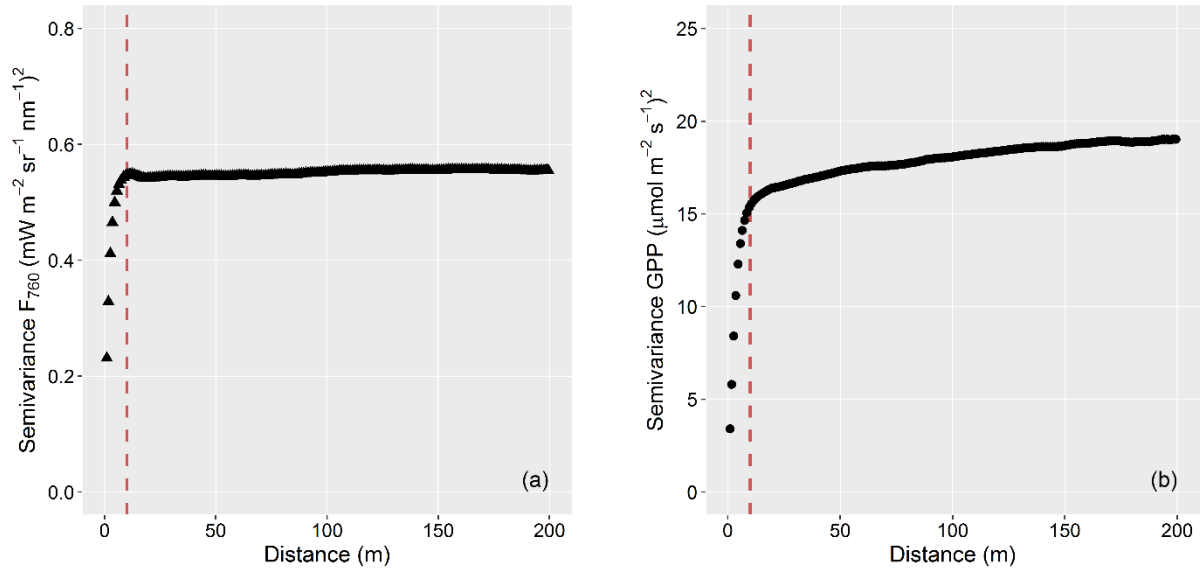 Semivariance F₇₆₀ (mW m⁻² sr⁻¹ nm⁻¹)²
0.8
0.6
0.4
0.2
0.0
0 50 100 150 200
Distance (m)
(a)
Semivariance GPP (μmol m⁻² s⁻¹)²
25
20
15
10
5
0
0 50 100 150 200
Distance (m)
(b)